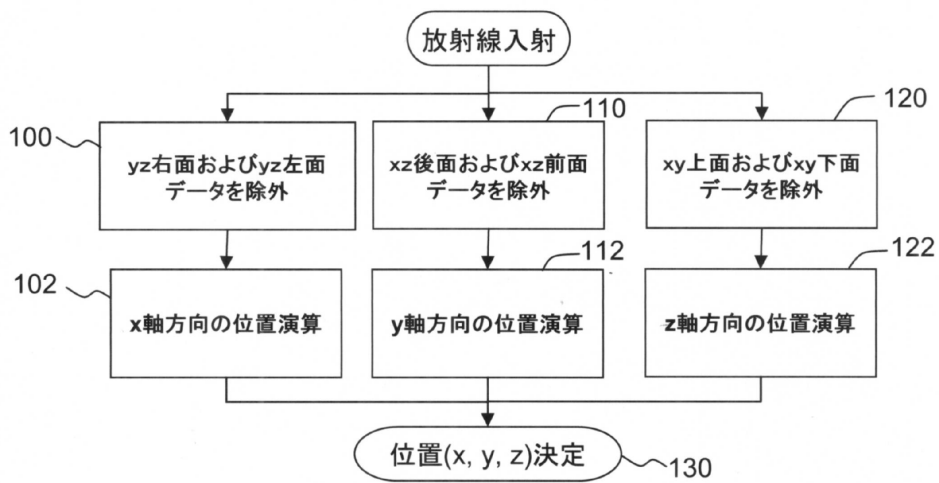 放射線入射
100
yz右面およびyz左面
データを除外
110
xz後面およびxz前面
データを除外
120
xy上面およびxy下面
データを除外
102
x軸方向の位置演算
112
y軸方向の位置演算
122
z軸方向の位置演算
位置(x, y, z)決定
130